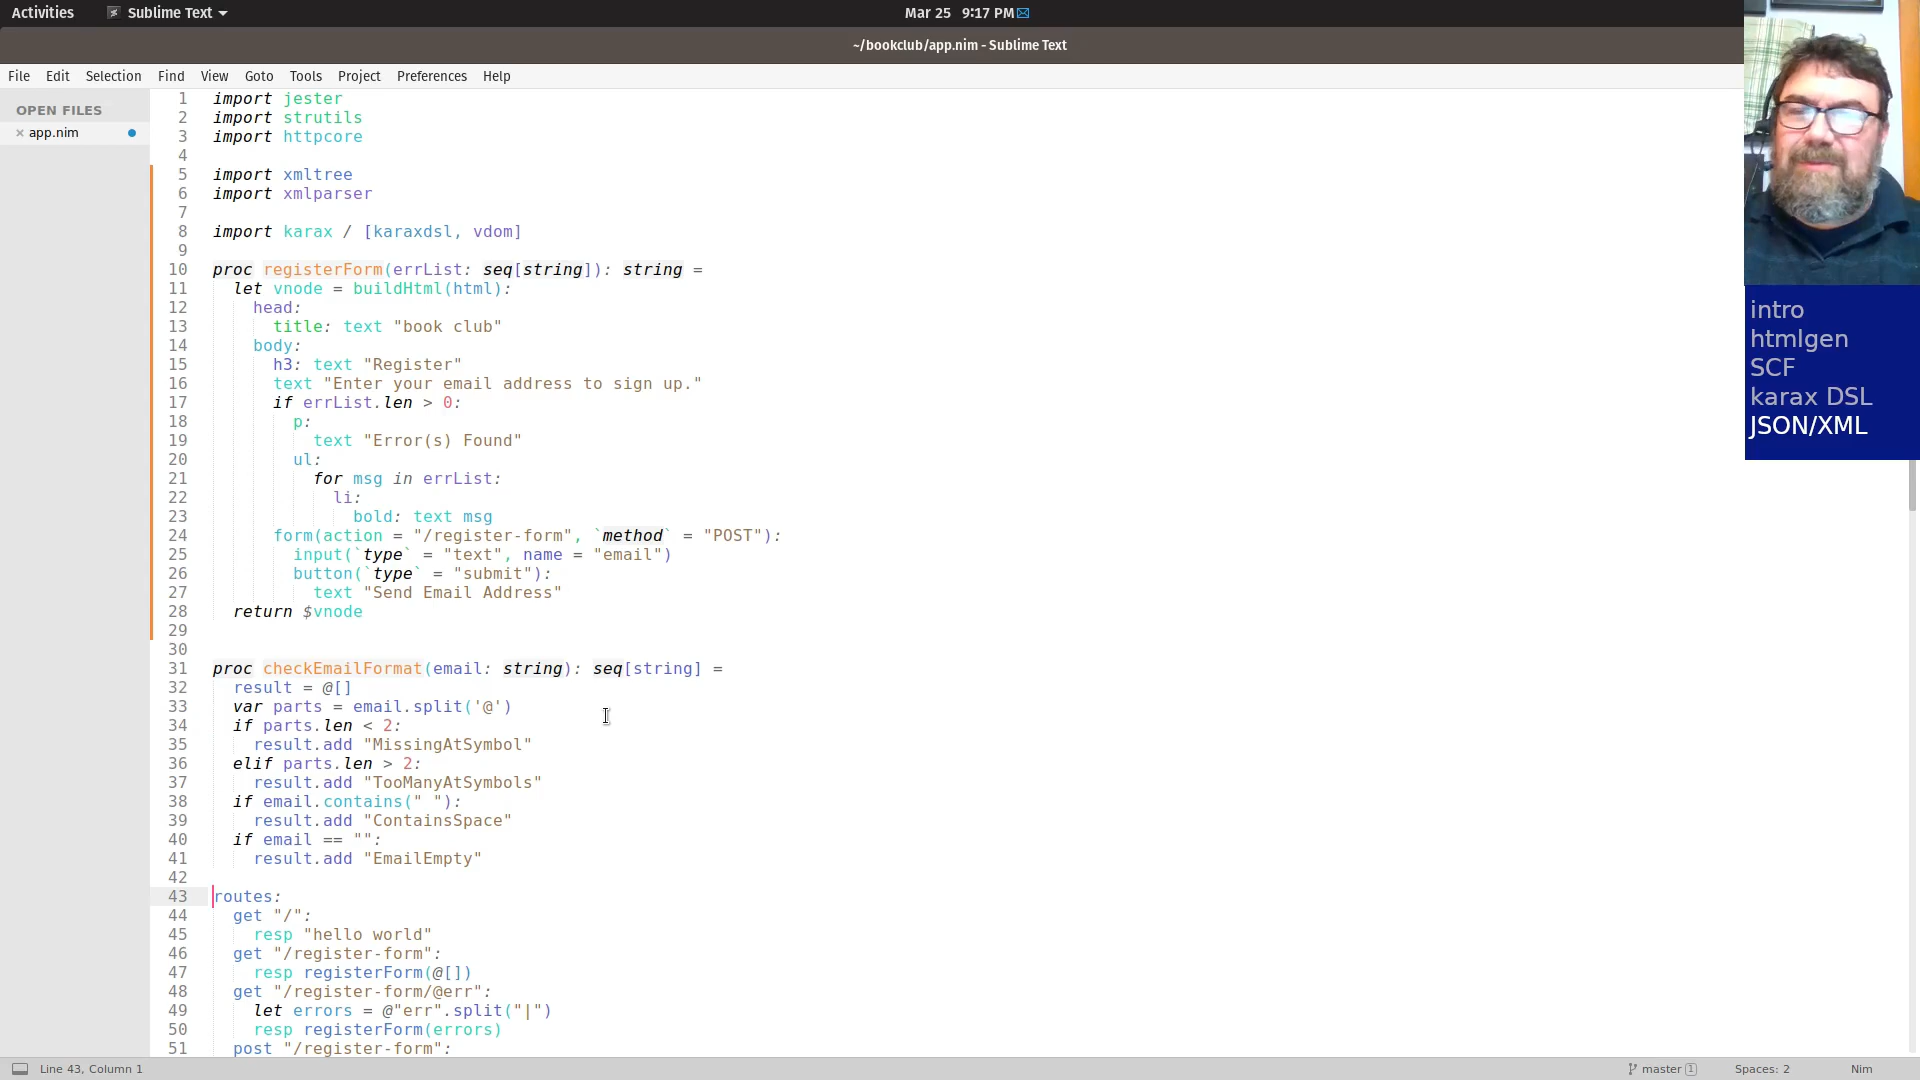 Activities Sublime Text Mar 25 9:17 PM
~/bookclub/app.nim - Sublime Text
File Edit Selection Find View Goto Tools Project Preferences Help
OPEN FILES
× app.nim
1 import jester
2 import strutils
3 import httpcore
4
5 import xmltree
6 import xmlparser
7
8 import karax / [karaxdsl, vdom]
9
10 proc registerForm(errList: seq[string]): string =
11   let vnode = buildHtml(html):
12     head:
13       title: text "book club"
14     body:
15       h3: text "Register"
16       text "Enter your email address to sign up."
17       if errList.len > 0:
18         p:
19           text "Error(s) Found"
20         ul:
21           for msg in errList:
22             li:
23               bold: text msg
24       form(action = "/register-form", `method` = "POST"):
25         input(`type` = "text", name = "email")
26         button(`type` = "submit"):
27           text "Send Email Address"
28   return $vnode
29
30
31 proc checkEmailFormat(email: string): seq[string] =
32   result = @[]
33   var parts = email.split('@')
34   if parts.len < 2:
35     result.add "MissingAtSymbol"
36   elif parts.len > 2:
37     result.add "TooManyAtSymbols"
38   if email.contains(" "):
39     result.add "ContainsSpace"
40   if email == "":
41     result.add "EmailEmpty"
42
43 routes:
44   get "/":
45     resp "hello world"
46   get "/register-form":
47     resp registerForm(@[])
48   get "/register-form/@err":
49     let errors = @"err".split("|")
50     resp registerForm(errors)
51   post "/register-form":
intro
htmlgen
SCF
karax DSL
JSON/XML
Line 43, Column 1 master 1 Spaces: 2 Nim